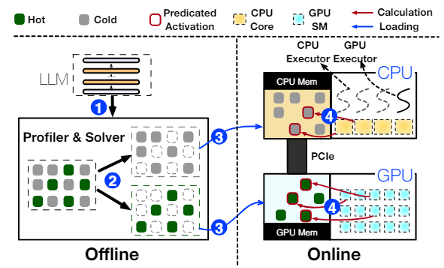 Hot
Cold
Predicated
Activation
CPU
Core
GPU
SM
Calculation
Loading
LLM
1
Profiler & Solver
2
3
3
Offline
CPU
Executor
GPU
Executor
CPU
CPU Mem
4
PCIe
GPU
4
GPU Mem
Online